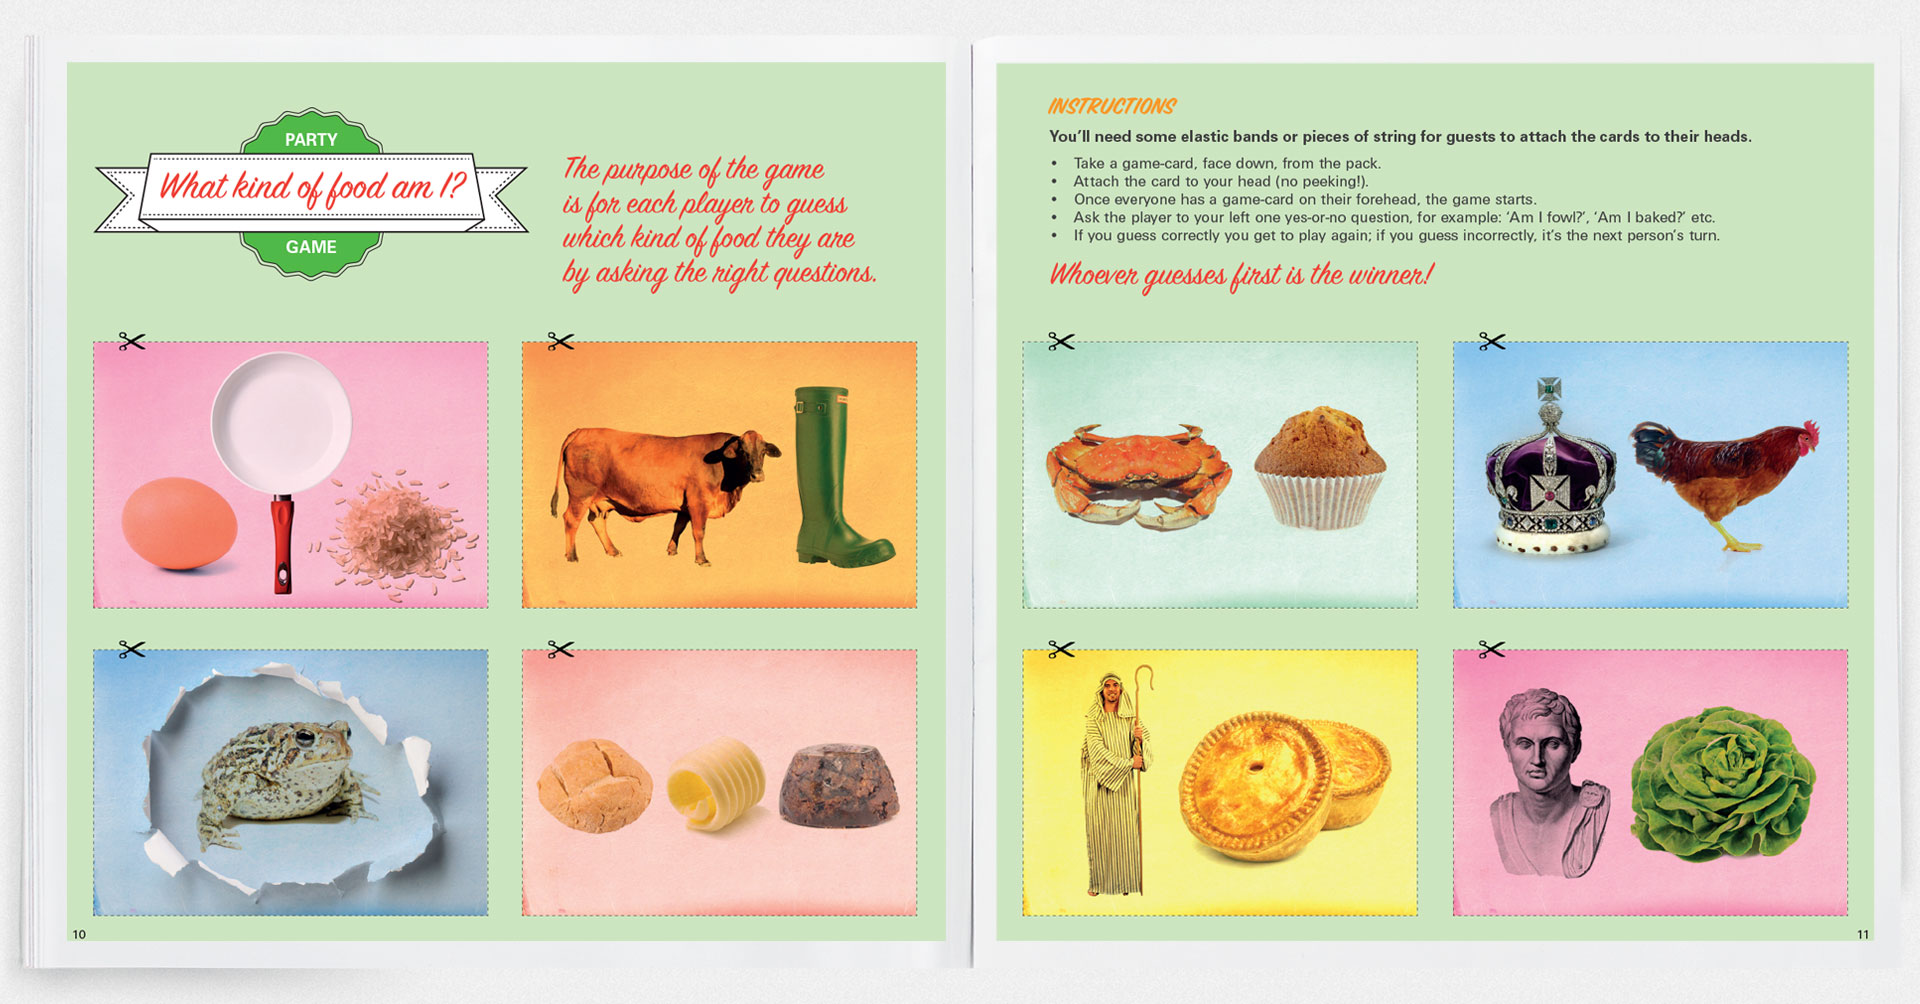 PARTY
What kind of food am I?
GAME
The purpose of the game
is for each player to guess
which kind of food they are
by asking the right questions.
10
INSTRUCTIONS
You'll need some elastic bands or pieces of string for guests to attach the cards to their heads.
• Take a game-card, face down, from the pack.
• Attach the card to your head (no peeking!).
• Once everyone has a game-card on their forehead, the game starts.
• Ask the player to your left one yes-or-no question, for example: 'Am I fowl?', 'Am I baked?' etc.
• If you guess correctly you get to play again; if you guess incorrectly, it's the next person's turn.
Whoever guesses first is the winner!
11